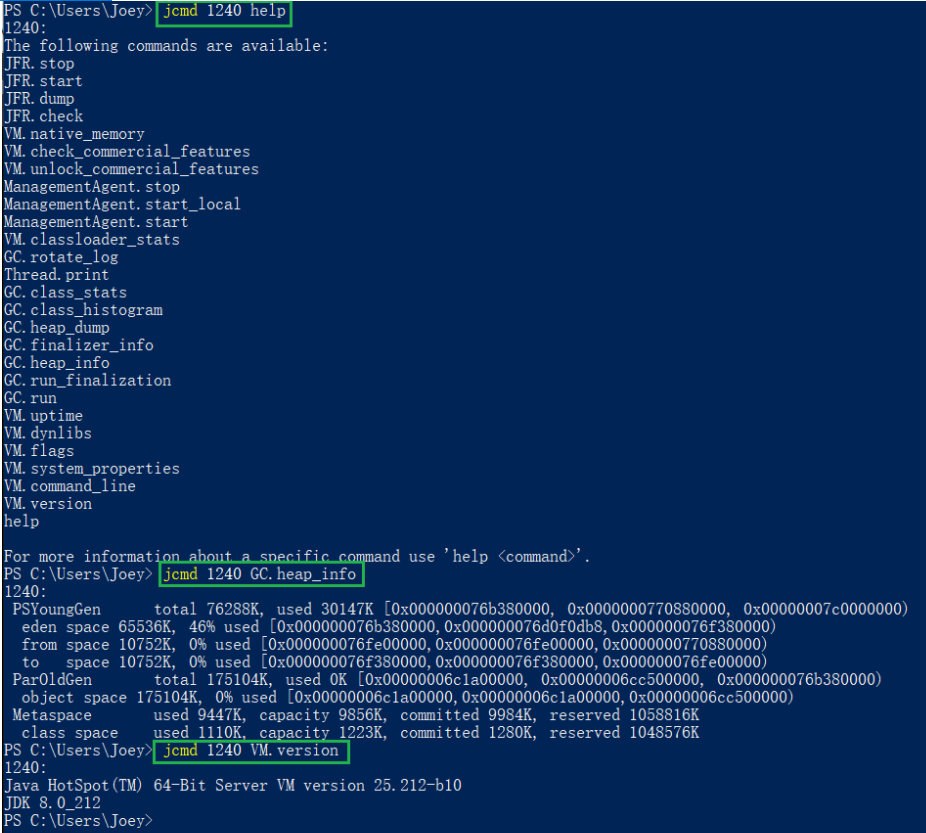 PS C:\Users\Joey> jcmd 1240 help
1240:
The following commands are available:
JFR.stop
JFR.start
JFR.dump
JFR.check
VM.native_memory
VM.check_commercial_features
VM.unlock_commercial_features
ManagementAgent.stop
ManagementAgent.start_local
ManagementAgent.start
VM.classloader_stats
GC.rotate_log
Thread.print
GC.class_stats
GC.class_histogram
GC.heap_dump
GC.finalizer_info
GC.heap_info
GC.run_finalization
GC.run
VM.uptime
VM.dynlibs
VM.flags
VM.system_properties
VM.command_line
VM.version
help

For more information about a specific command use 'help <command>'.
PS C:\Users\Joey> jcmd 1240 GC.heap_info
1240:
 PSYoungGen      total 76288K, used 30147K [0x000000076b380000, 0x0000000770880000, 0x00000007c0000000)
  eden space 65536K, 46% used [0x000000076b380000,0x000000076d0f0db8,0x000000076f380000)
  from space 10752K, 0% used [0x000000076fe00000,0x000000076fe00000,0x0000000770880000)
  to   space 10752K, 0% used [0x000000076f380000,0x000000076f380000,0x000000076fe00000)
 ParOldGen       total 175104K, used 0K [0x00000006c1a00000, 0x00000006cc500000, 0x000000076b380000)
  object space 175104K, 0% used [0x00000006c1a00000,0x00000006c1a00000,0x00000006cc500000)
 Metaspace       used 9447K, capacity 9856K, committed 9984K, reserved 1058816K
  class space    used 1110K, capacity 1223K, committed 1280K, reserved 1048576K
PS C:\Users\Joey> jcmd 1240 VM.version
1240:
Java HotSpot(TM) 64-Bit Server VM version 25.212-b10
JDK 8.0_212
PS C:\Users\Joey>